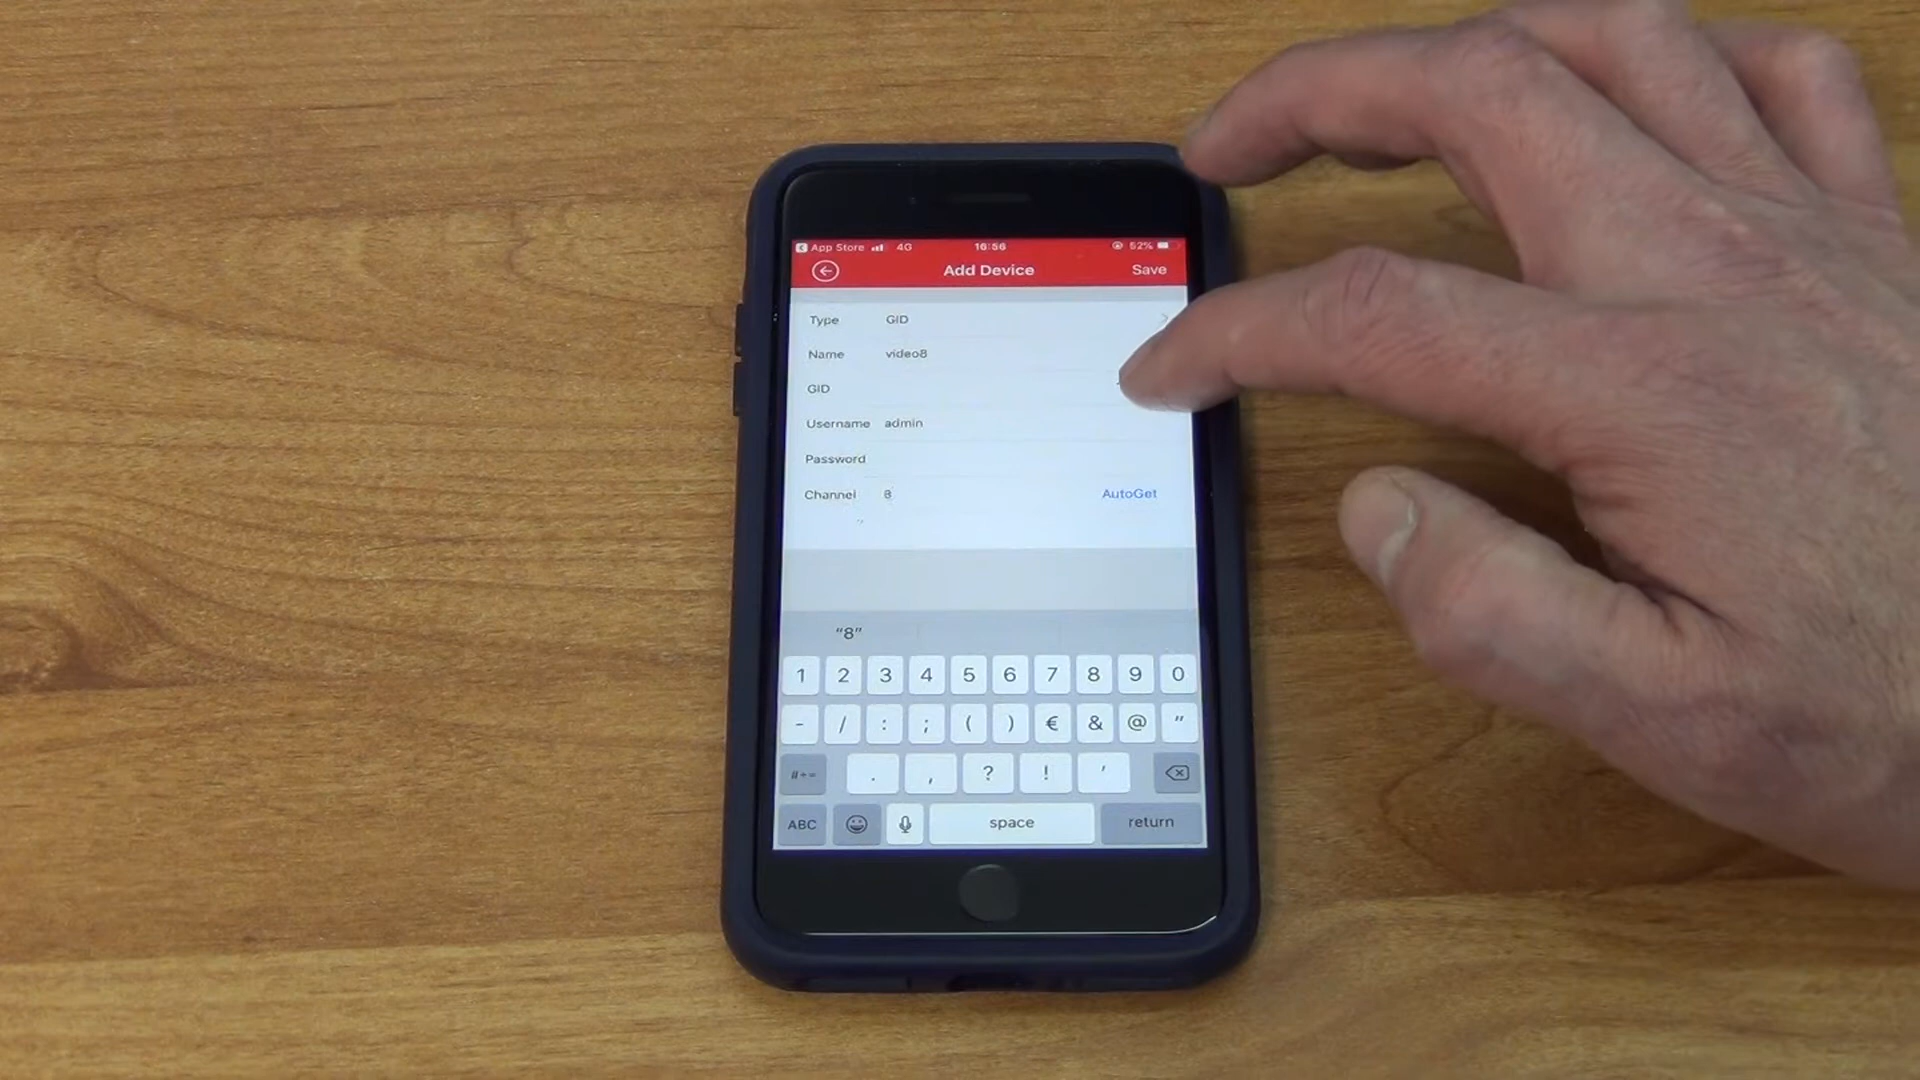 App Store 4G 16:56 52%
Add Device Save
Type GID
Name video8
GID
Username admin
Password
Channel 8 AutoGet
“8”
1 2 3 4 5 6 7 8 9 0
- / : ; ( ) € & @ "
#+= . , ? ! '
ABC space return